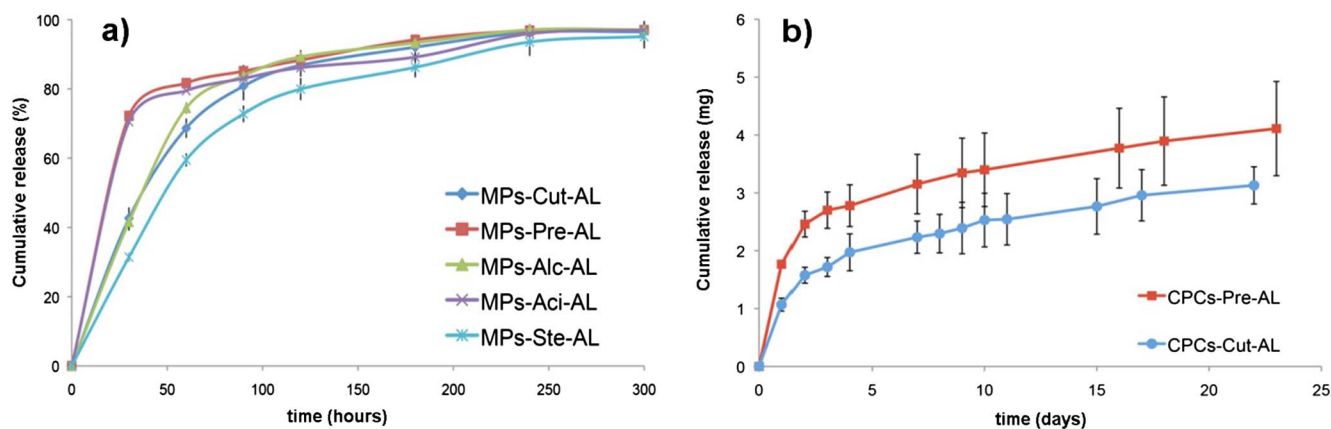 a)
Cumulative release (%)
100
80
60
40
20
0
MPs-Cut-AL
MPs-Pre-AL
MPs-Alc-AL
MPs-Aci-AL
MPs-Ste-AL
0 50 100 150 200 250 300
time (hours)
b)
Cumulative release (mg)
6
5
4
3
2
1
0
CPCs-Pre-AL
CPCs-Cut-AL
0 5 10 15 20 25
time (days)